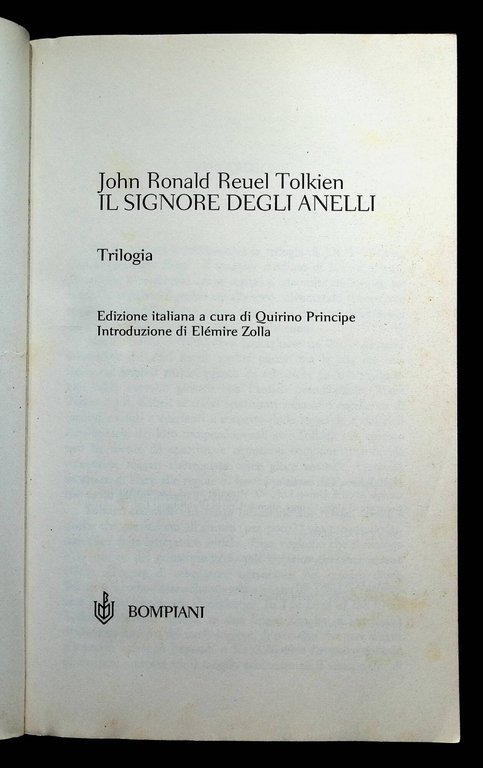 John Ronald Reuel Tolkien
IL SIGNORE DEGLI ANELLI
Trilogia
Edizione italiana a cura di Quirino Principe
Introduzione di Elémire Zolla
BOMPIANI